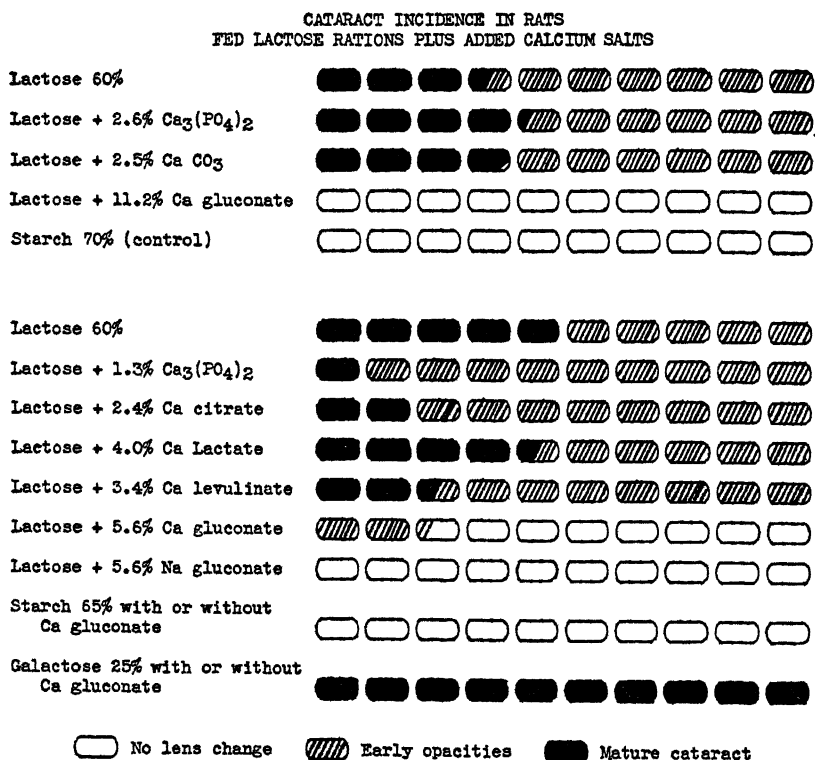 CATARACT INCIDENCE IN RATS
FED LACTOSE RATIONS PLUS ADDED CALCIUM SALTS
Lactose 60%
Lactose + 2.6% Ca3(PO4)2
Lactose + 2.5% Ca CO3
Lactose + 11.2% Ca gluconate
Starch 70% (control)
Lactose 60%
Lactose + 1.3% Ca3(PO4)2
Lactose + 2.4% Ca citrate
Lactose + 4.0% Ca Lactate
Lactose + 3.4% Ca levulinate
Lactose + 5.6% Ca gluconate
Lactose + 5.6% Na gluconate
Starch 65% with or without
Ca gluconate
Galactose 25% with or without
Ca gluconate
No lens change Early opacities Mature cataract